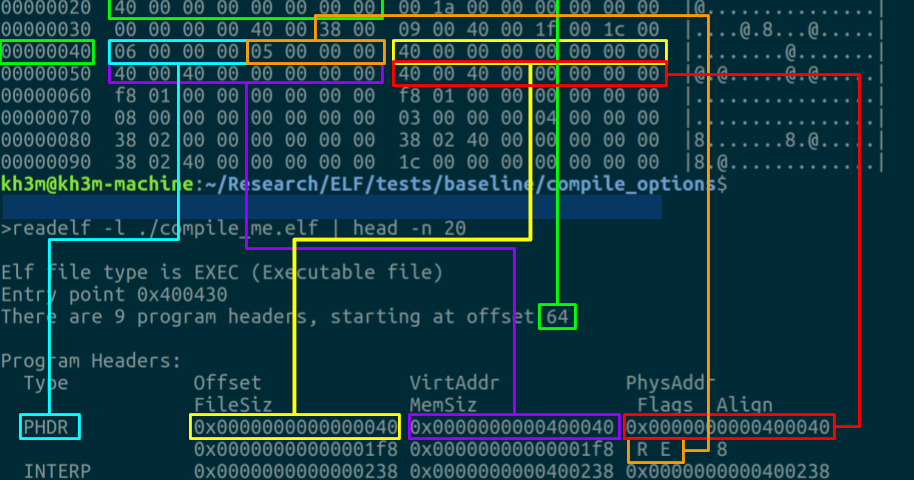 00000020 40 00 00 00 00 00 00 00 00 1a 00 00 00 00 00 00 |@...............|
00000030 00 00 00 00 40 00 38 00 09 00 40 00 1f 00 1c 00 |....@.8...@.....|
00000040 06 00 00 00 05 00 00 00 40 00 00 00 00 00 00 00 |........@.......|
00000050 40 00 40 00 00 00 00 00 40 00 40 00 00 00 00 00 |@.@.....@.@.....|
00000060 f8 01 00 00 00 00 00 00 f8 01 00 00 00 00 00 00 |................|
00000070 08 00 00 00 00 00 00 00 03 00 00 00 04 00 00 00 |................|
00000080 38 02 00 00 00 00 00 00 38 02 40 00 00 00 00 00 |8.......8.@.....|
00000090 38 02 40 00 00 00 00 00 1c 00 00 00 00 00 00 00 |8.@.............|
kh3m@kh3m-machine:~/Research/ELF/tests/baseline/compile_options$
>readelf -l ./compile_me.elf | head -n 20
Elf file type is EXEC (Executable file)
Entry point 0x400430
There are 9 program headers, starting at offset 64
Program Headers:
Type Offset VirtAddr PhysAddr
FileSiz MemSiz Flags Align
PHDR 0x0000000000000040 0x0000000000400040 0x0000000000400040
0x00000000000001f8 0x00000000000001f8 R E 8
INTERP 0x0000000000000238 0x0000000000400238 0x0000000000400238